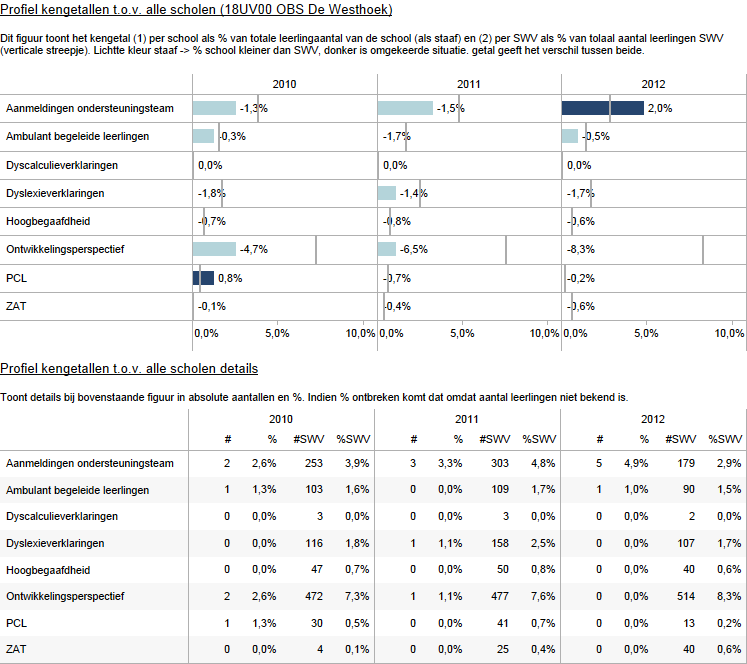 Profiel kengetallen t.o.v. alle scholen (18UV00 OBS De Westhoek)
Dit figuur toont het kengetal (1) per school als % van totale leerlingaantal van de school (als staaf) en (2) per SWV als % van tolaal aantal leerlingen SWV
(verticale streepje). Lichtte kleur staaf -> % school kleiner dan SWV, donker is omgekeerde situatie. getal geeft het verschil tussen beide.
2010 2011 2012
Aanmeldingen ondersteuningsteam -1,3% -1,5% 2,0%
Ambulant begeleide leerlingen -0,3% -1,7% -0,5%
Dyscalculieverklaringen 0,0% 0,0% 0,0%
Dyslexieverklaringen -1,8% -1,4% -1,7%
Hoogbegaafdheid -0,7% -0,8% -0,6%
Ontwikkelingsperspectief -4,7% -6,5% -8,3%
PCL 0,8% -0,7% -0,2%
ZAT -0,1% -0,4% -0,6%
0,0% 5,0% 10,0% 0,0% 5,0% 10,0% 0,0% 5,0% 10,0%
Profiel kengetallen t.o.v. alle scholen details
Toont details bij bovenstaande figuur in absolute aantallen en %. Indien % ontbreken komt dat omdat aantal leerlingen niet bekend is.
2010 2011 2012
# % #SWV %SWV # % #SWV %SWV # % #SWV %SWV
Aanmeldingen ondersteuningsteam 2 2,6% 253 3,9% 3 3,3% 303 4,8% 5 4,9% 179 2,9%
Ambulant begeleide leerlingen 1 1,3% 103 1,6% 0 0,0% 109 1,7% 1 1,0% 90 1,5%
Dyscalculieverklaringen 0 0,0% 3 0,0% 0 0,0% 3 0,0% 0 0,0% 2 0,0%
Dyslexieverklaringen 0 0,0% 116 1,8% 1 1,1% 158 2,5% 0 0,0% 107 1,7%
Hoogbegaafdheid 0 0,0% 47 0,7% 0 0,0% 50 0,8% 0 0,0% 40 0,6%
Ontwikkelingsperspectief 2 2,6% 472 7,3% 1 1,1% 477 7,6% 0 0,0% 514 8,3%
PCL 1 1,3% 30 0,5% 0 0,0% 41 0,7% 0 0,0% 13 0,2%
ZAT 0 0,0% 4 0,1% 0 0,0% 25 0,4% 0 0,0% 40 0,6%